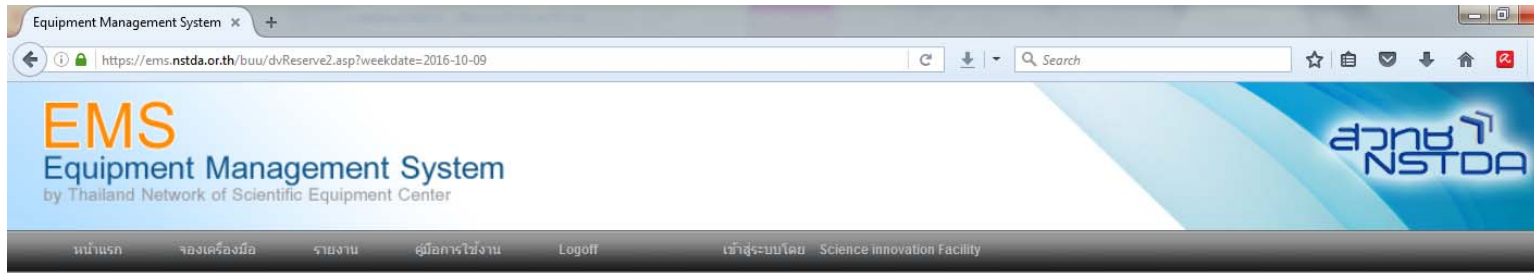 Equipment Management System
https://ems.nstda.or.th/buu/dvReserve2.asp?weekdate=2016-10-09
Search
EMS
Equipment Management System
by Thailand Network of Scientific Equipment Center
สวทช
NSTDA
หน้าแรก จองเครื่องมือ รายงาน คู่มือการใช้งาน Logoff เข้าสู่ระบบโดย Science innovation Facility